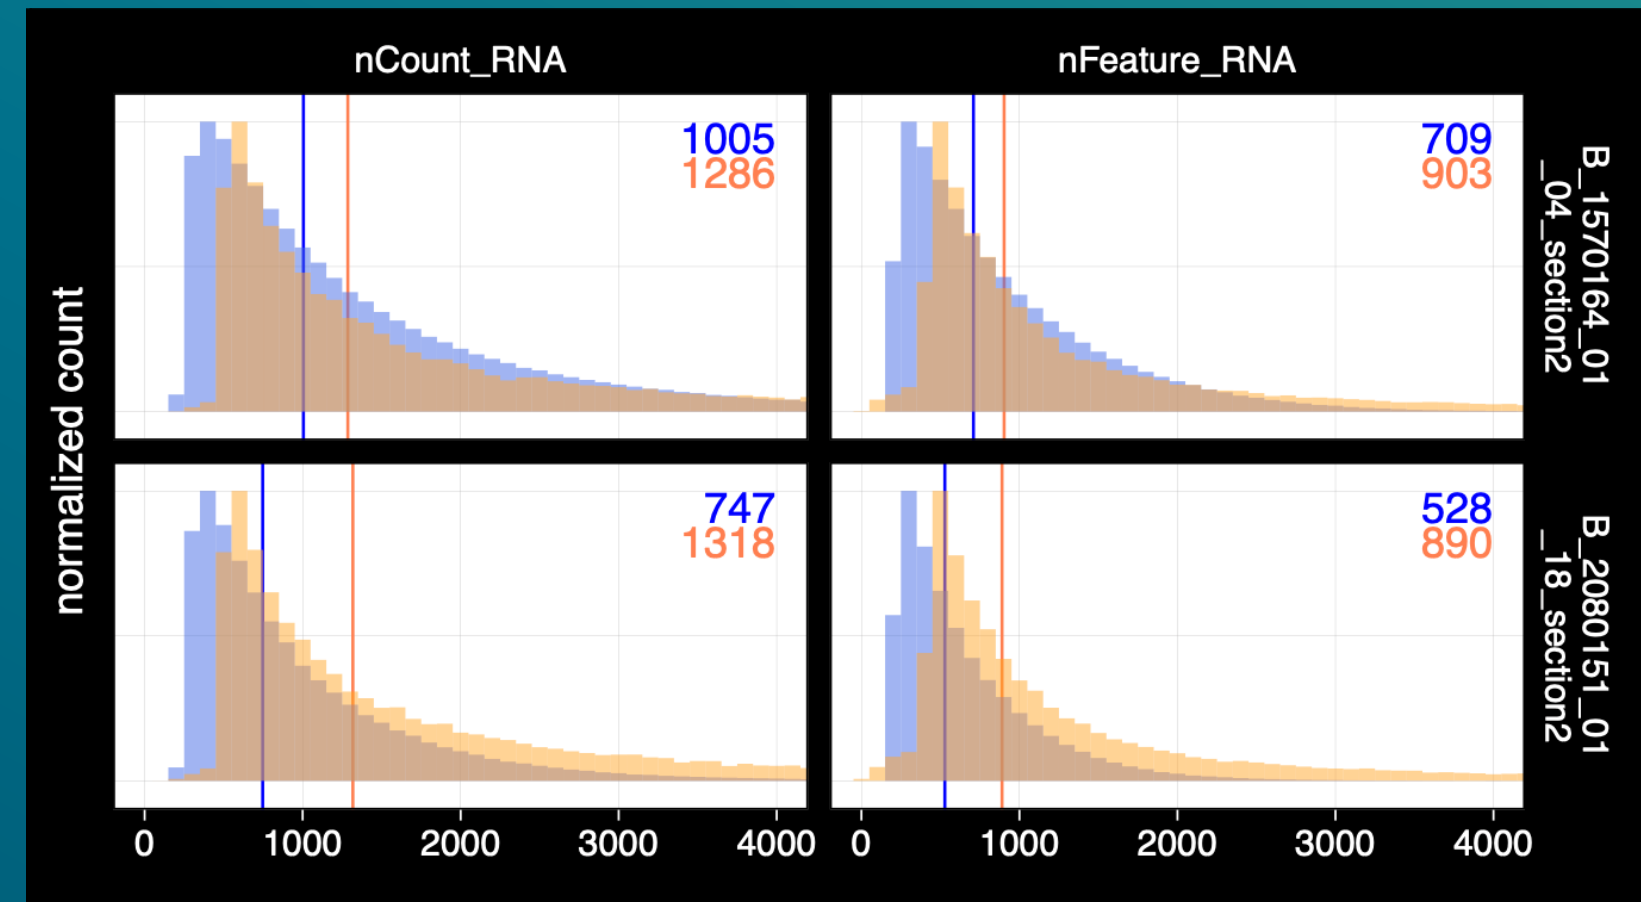 nCount_RNA
nFeature_RNA
normalized count
1005
1286
709
903
B_1570164_01
_04_section2
747
1318
528
890
B_2080151_01
_18_section2
0 1000 2000 3000 4000
0 1000 2000 3000 4000